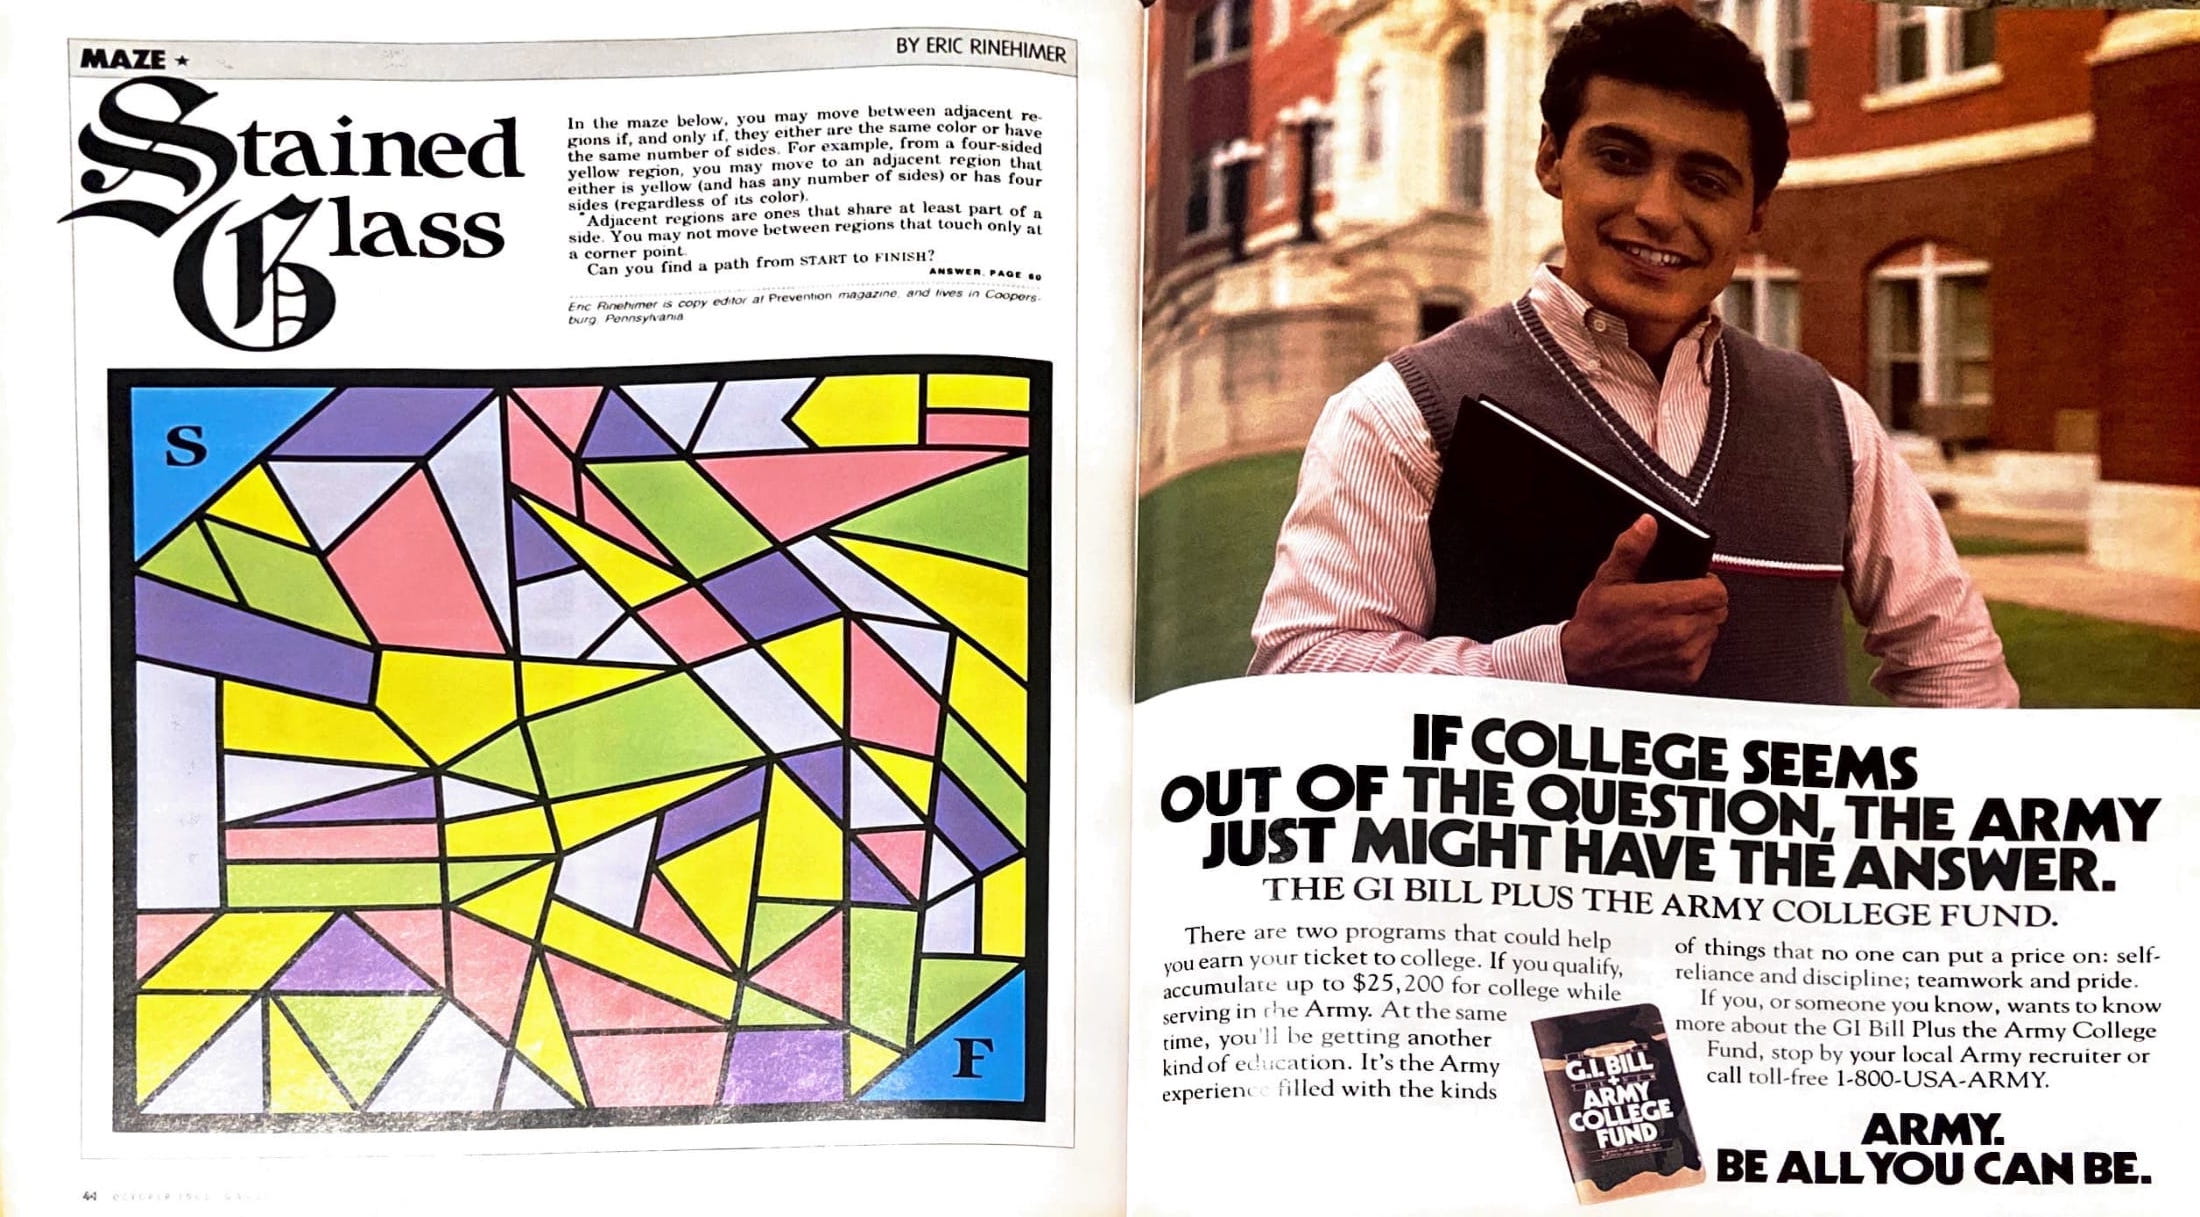 MAZE ★
BY ERIC RINEHIMER
Stained
Glass
In the maze below, you may move between adjacent re-
gions if, and only if, they either are the same color or have
the same number of sides. For example, from a four-sided
yellow region, you may move to an adjacent region that
either is yellow (and has any number of sides) or has four
sides (regardless of its color).
Adjacent regions are ones that share at least part of a
side. You may not move between regions that touch only at
a corner point.
Can you find a path from START to FINISH?
ANSWER, PAGE 60
Eric Rinehimer is copy editor at Prevention magazine, and lives in Coopers-
burg, Pennsylvania
S
F
44 OCTOBER
IF COLLEGE SEEMS
OUT OF THE QUESTION, THE ARMY
JUST MIGHT HAVE THE ANSWER.
THE GI BILL PLUS THE ARMY COLLEGE FUND.
There are two programs that could help
you earn your ticket to college. If you qualify,
accumulate up to $25,200 for college while
serving in the Army. At the same
time, you'll be getting another
kind of education. It's the Army
experience filled with the kinds
of things that no one can put a price on: self-
reliance and discipline; teamwork and pride.
If you, or someone you know, wants to know
more about the GI Bill Plus the Army College
Fund, stop by your local Army recruiter or
call toll-free 1-800-USA-ARMY.
G.I. BILL
+
ARMY
COLLEGE
FUND
ARMY.
BE ALL YOU CAN BE.